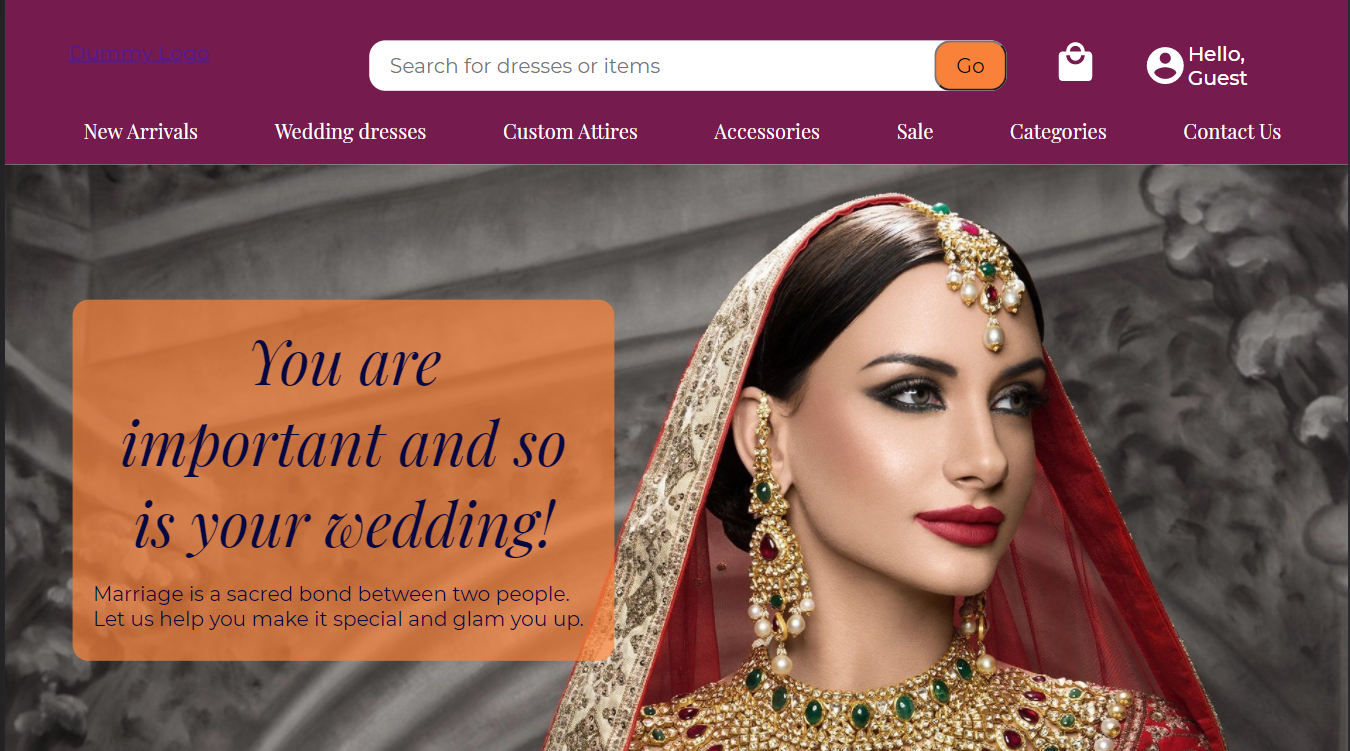 Dummy Logo
Search for dresses or items
Go
Hello,
Guest
New Arrivals
Wedding dresses
Custom Attires
Accessories
Sale
Categories
Contact Us
You are
important and so
is your wedding!
Marriage is a sacred bond between two people.
Let us help you make it special and glam you up.